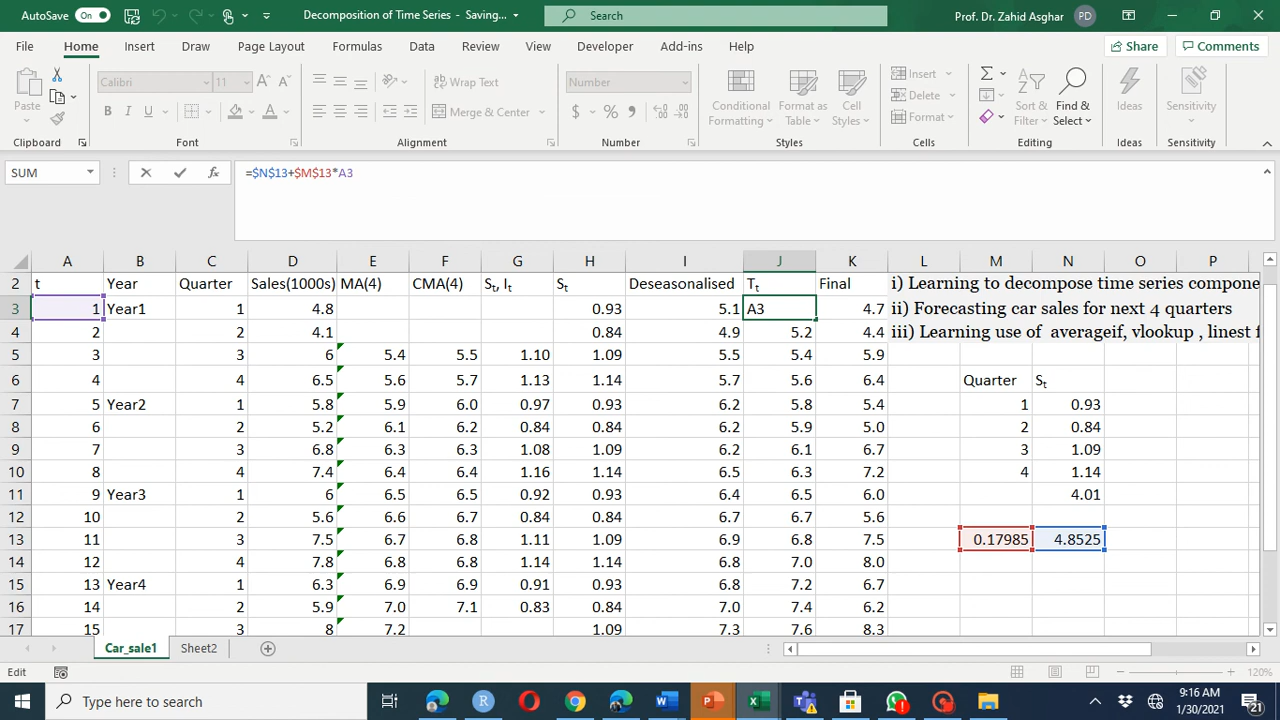 AutoSave On Decomposition of Time Series - Saving... Search Prof. Dr. Zahid Asghar PD
File Home Insert Draw Page Layout Formulas Data Review View Developer Add-ins Help Share Comments
Paste Calibri 11 A A Wrap Text Number Insert Sort & Find &
B I U Merge & Center $ % , Conditional Format as Cell Delete Filter Select Ideas Sensitivity
Formatting Table Styles Format
Clipboard Font Alignment Number Styles Cells Editing Ideas Sensitivity
SUM fx =$N$13+$M$13*A3
A B C D E F G H I J K L M N O P
2 t Year Quarter Sales(1000s) MA(4) CMA(4) St, It St Deseasonalised Tt Final i) Learning to decompose time series compone
3 1 Year1 1 4.8 0.93 5.1 A3 4.7 ii) Forecasting car sales for next 4 quarters
4 2 2 4.1 0.84 4.9 5.2 4.4 iii) Learning use of averageif, vlookup , linest f
5 3 3 6 5.4 5.5 1.10 1.09 5.5 5.4 5.9
6 4 4 6.5 5.6 5.7 1.13 1.14 5.7 5.6 6.4 Quarter St
7 5 Year2 1 5.8 5.9 6.0 0.97 0.93 6.2 5.8 5.4 1 0.93
8 6 2 5.2 6.1 6.2 0.84 0.84 6.2 5.9 5.0 2 0.84
9 7 3 6.8 6.3 6.3 1.08 1.09 6.2 6.1 6.7 3 1.09
10 8 4 7.4 6.4 6.4 1.16 1.14 6.5 6.3 7.2 4 1.14
11 9 Year3 1 6 6.5 6.5 0.92 0.93 6.4 6.5 6.0 4.01
12 10 2 5.6 6.6 6.7 0.84 0.84 6.7 6.7 5.6
13 11 3 7.5 6.7 6.8 1.11 1.09 6.9 6.8 7.5 0.17985 4.8525
14 12 4 7.8 6.8 6.8 1.14 1.14 6.8 7.0 8.0
15 13 Year4 1 6.3 6.9 6.9 0.91 0.93 6.8 7.2 6.7
16 14 2 5.9 7.0 7.1 0.83 0.84 7.0 7.4 6.2
17 15 3 8 7.2 1.09 7.3 7.6 8.3
Car_sale1 Sheet2
Edit 120%
Type here to search 9:16 AM
1/30/2021 21